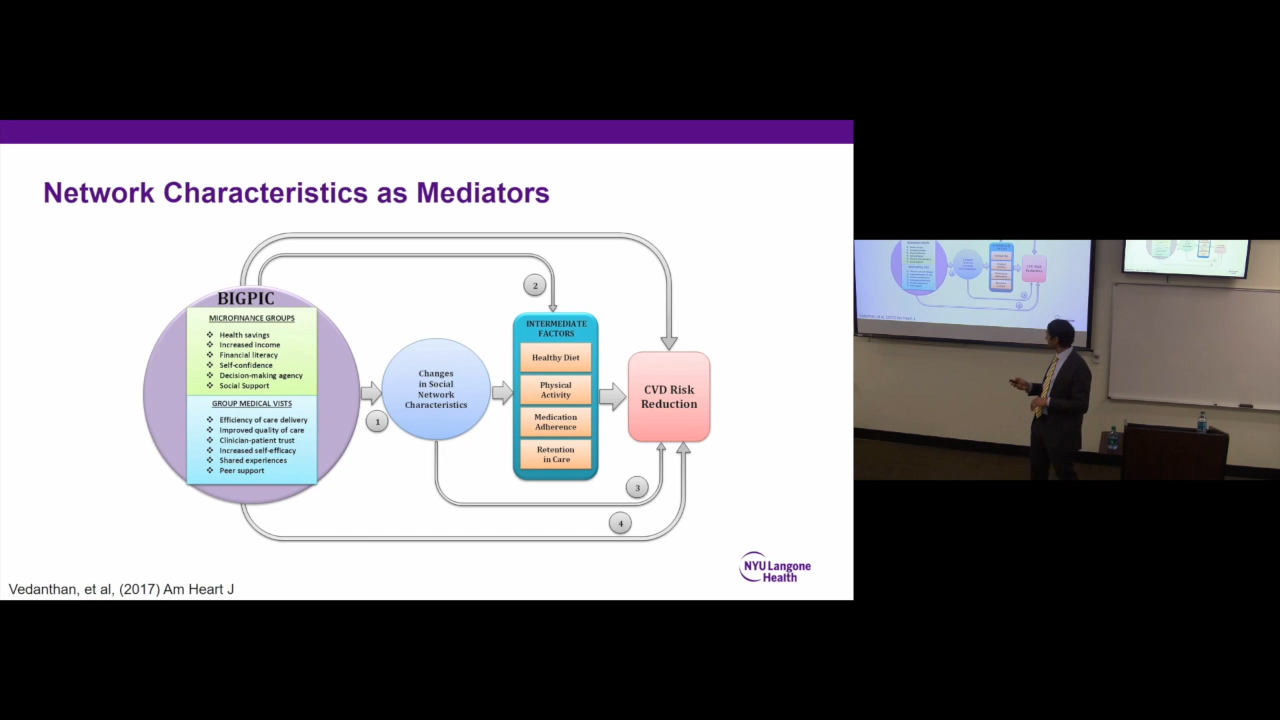 Network Characteristics as Mediators
BIGPIC
MICROFINANCE GROUPS
❖ Health savings
❖ Increased income
❖ Financial literacy
❖ Self-confidence
❖ Decision-making agency
❖ Social Support
GROUP MEDICAL VISTS
❖ Efficiency of care delivery
❖ Improved quality of care
❖ Clinician-patient trust
❖ Increased self-efficacy
❖ Shared experiences
❖ Peer support
1
Changes
in Social
Network
Characteristics
2
INTERMEDIATE
FACTORS
Healthy Diet
Physical
Activity
Medication
Adherence
Retention
in Care
CVD Risk
Reduction
3
4
NYU Langone
Health
Vedanthan, et al, (2017) Am Heart J